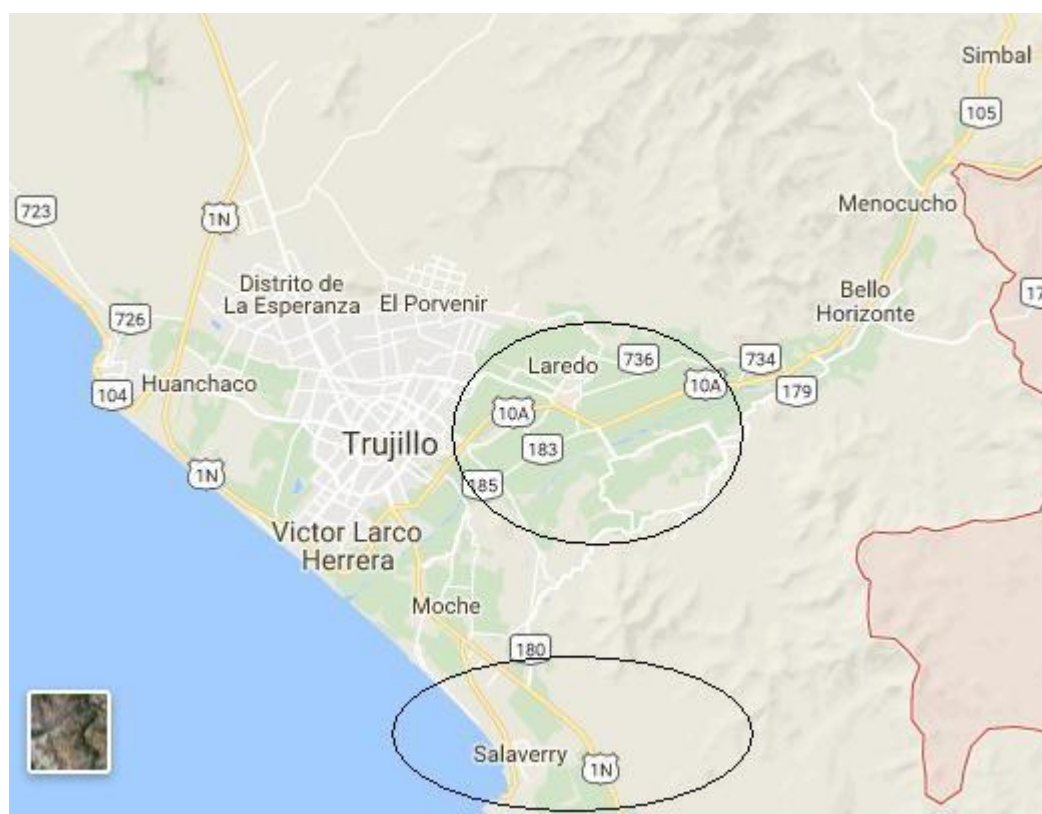 Simbal
105
723
1N
Menocucho
Distrito de
La Esperanza
El Porvenir
Bello
Horizonte
17
726
736
734
Laredo
104
Huanchaco
10A
179
10A
Trujillo
183
1N
185
Victor Larco
Herrera
Moche
180
Salaverry
1N